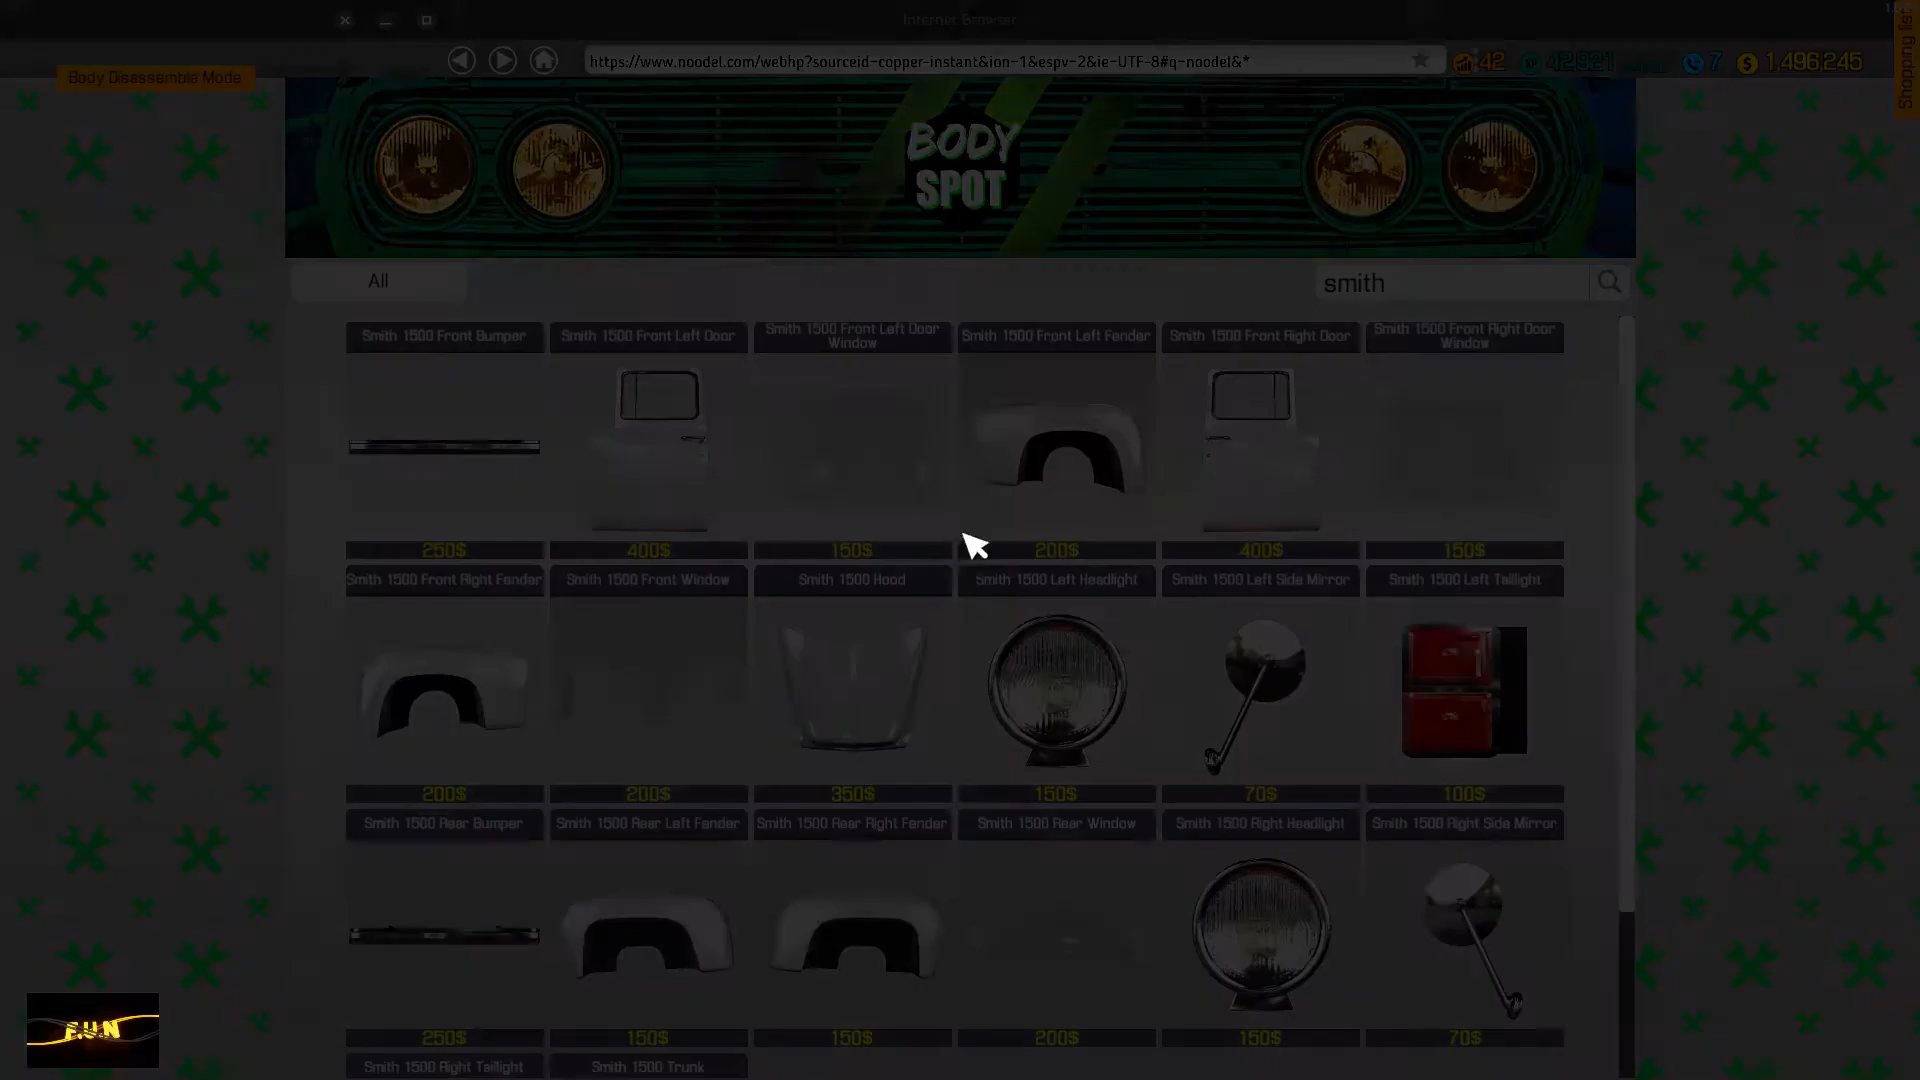 Internet Browser
Shopping list
https://www.noodel.com/webhp?sourceid-copper-instant&ion-1&espv-2&ie-UTF-8#q-noodel&*
42
42,921
7
1,496,245
Body Disassemble Mode
BODY
SPOT
All
smith
Smith 1500 Front Bumper
Smith 1500 Front Left Door
Smith 1500 Front Left Door
Window
Smith 1500 Front Left Fender
Smith 1500 Front Right Door
Smith 1500 Front Right Door
Window
250$
400$
150$
200$
400$
150$
Smith 1500 Front Right Fender
Smith 1500 Front Window
Smith 1500 Hood
Smith 1500 Left Headlight
Smith 1500 Left Side Mirror
Smith 1500 Left Taillight
200$
200$
350$
150$
70$
100$
Smith 1500 Rear Bumper
Smith 1500 Rear Left Fender
Smith 1500 Rear Right Fender
Smith 1500 Rear Window
Smith 1500 Right Headlight
Smith 1500 Right Side Mirror
250$
150$
150$
200$
150$
70$
Smith 1500 Right Taillight
Smith 1500 Trunk
F.U.N